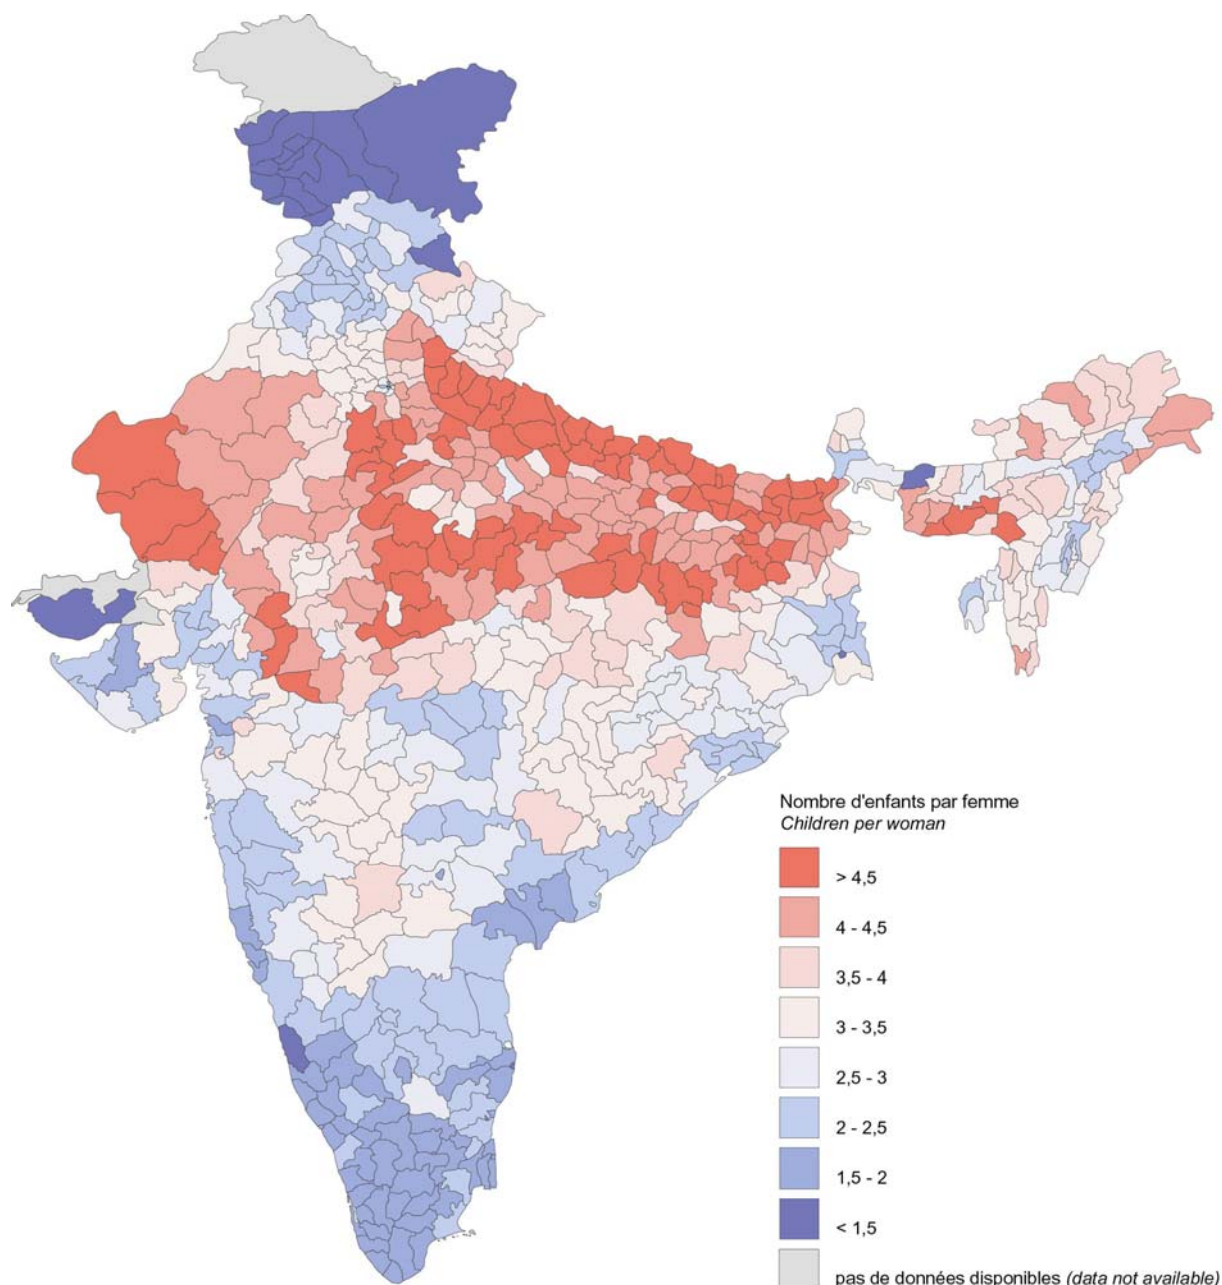 Nombre d'enfants par femme
Children per woman
> 4,5
4 - 4,5
3,5 - 4
3 - 3,5
2,5 - 3
2 - 2,5
1,5 - 2
< 1,5
pas de données disponibles (data not available)